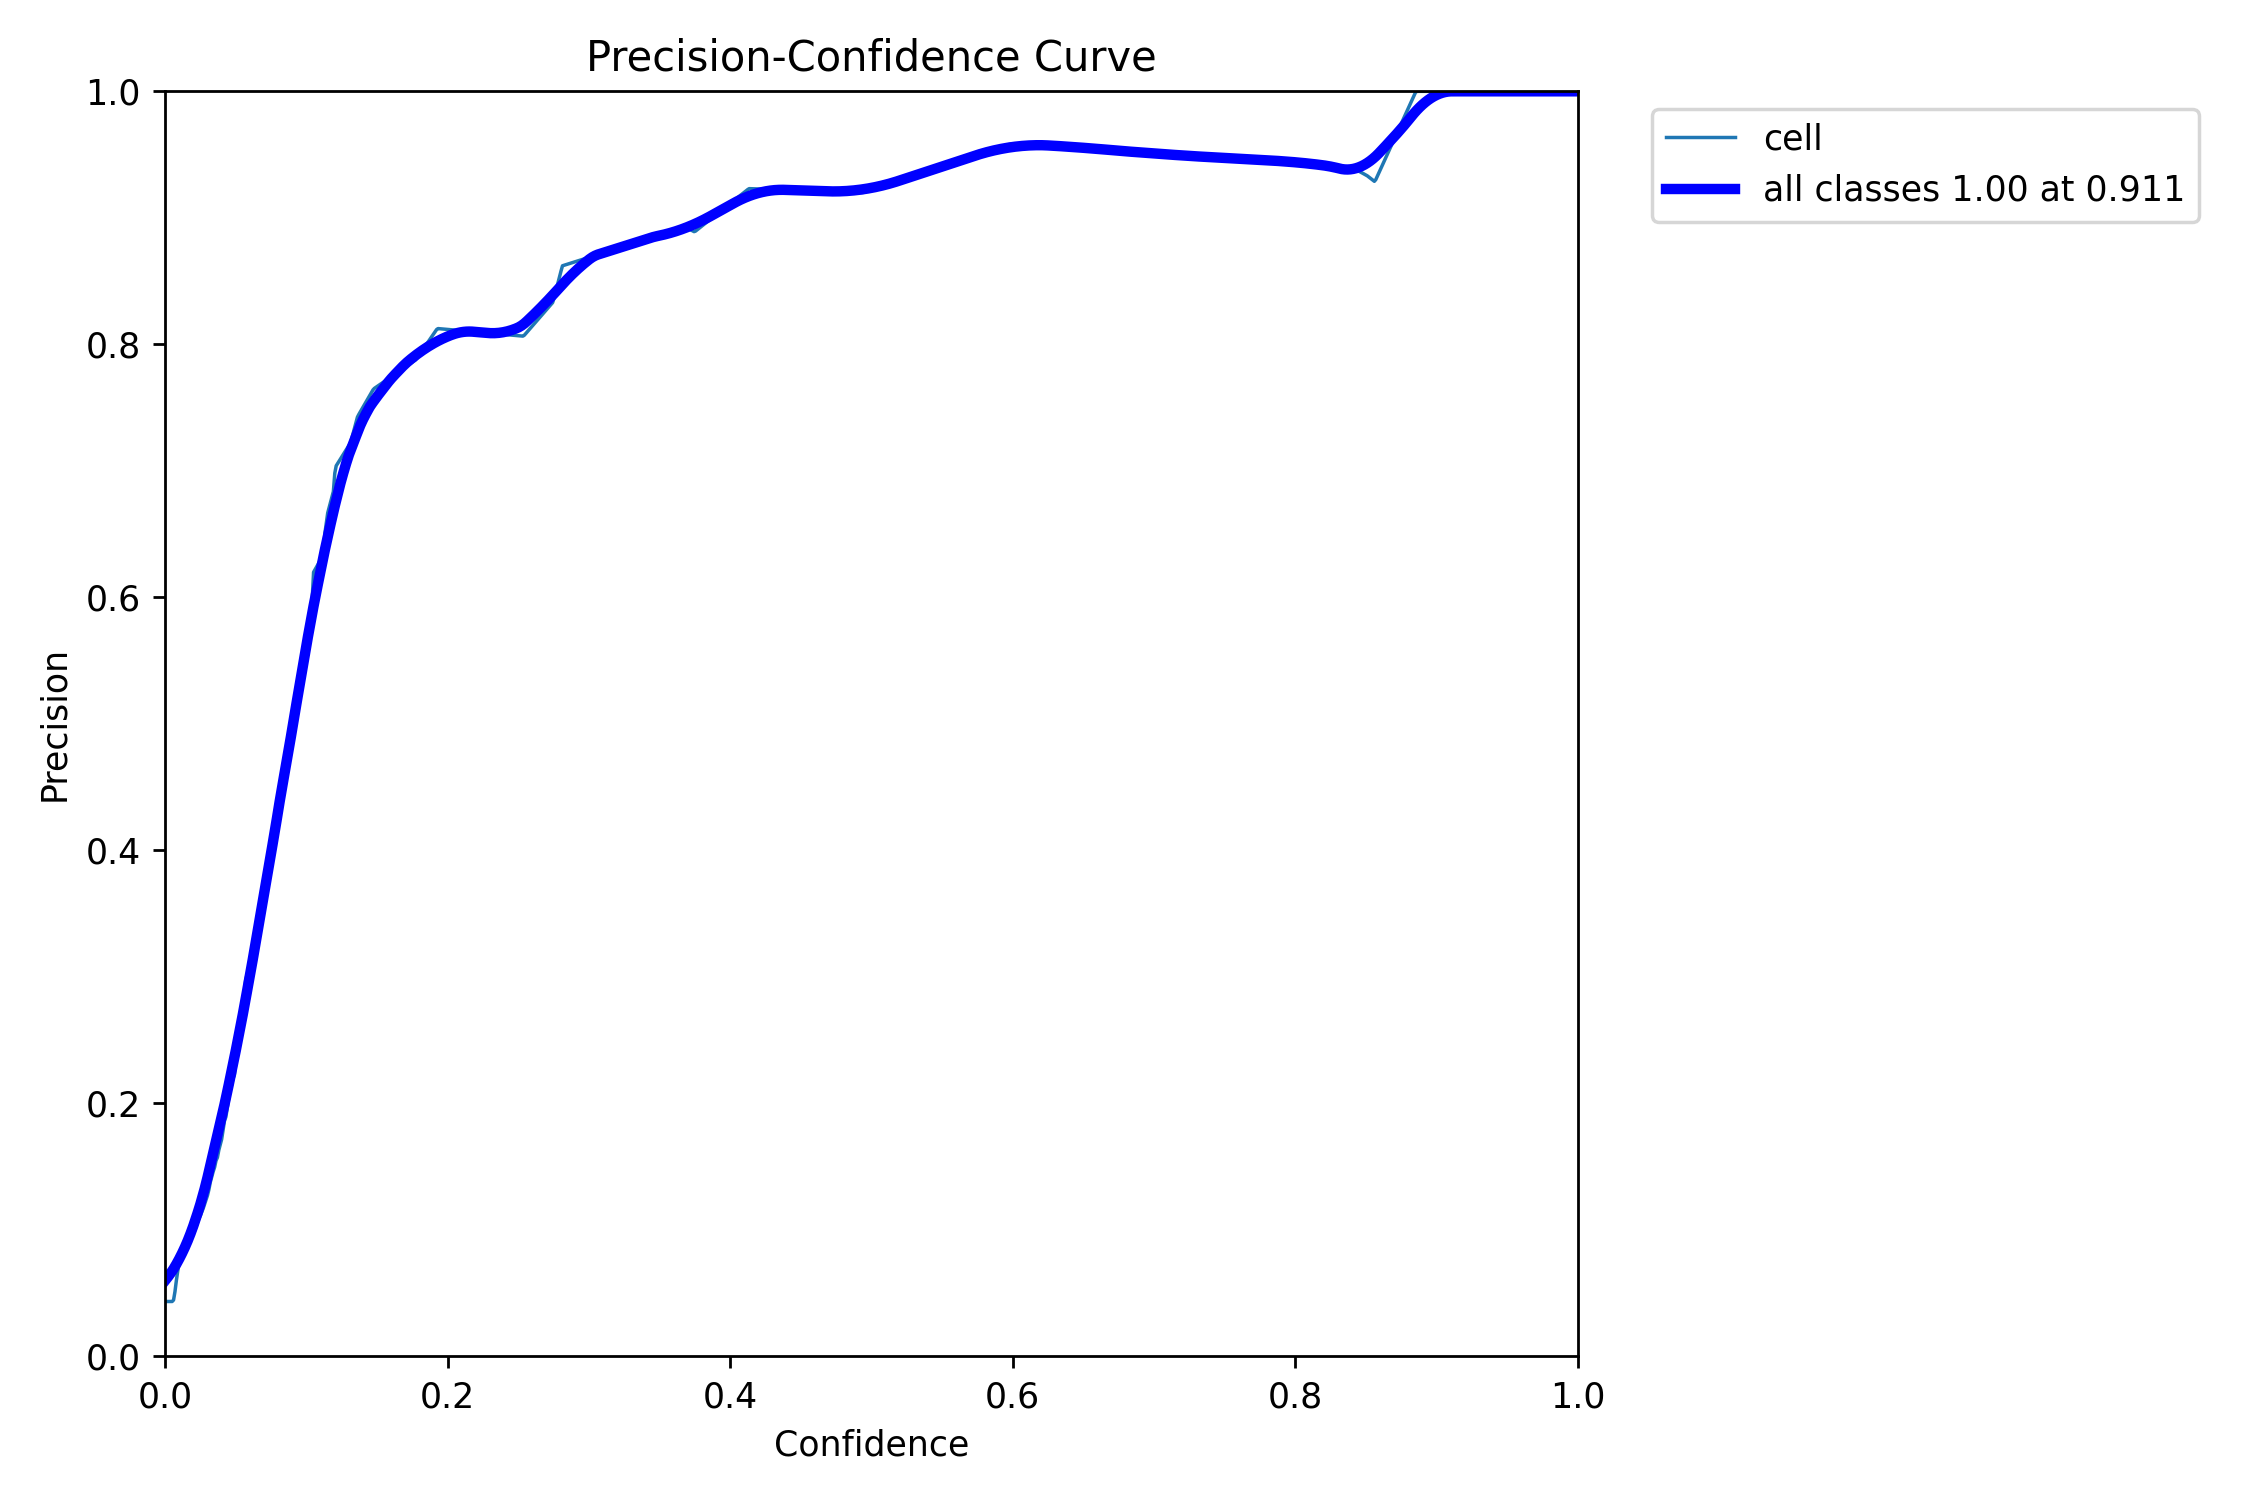 Precision-Confidence Curve
1.0
0.8
0.6
0.4
0.2
0.0
Precision
0.0 0.2 0.4 0.6 0.8 1.0
Confidence
cell
all classes 1.00 at 0.911